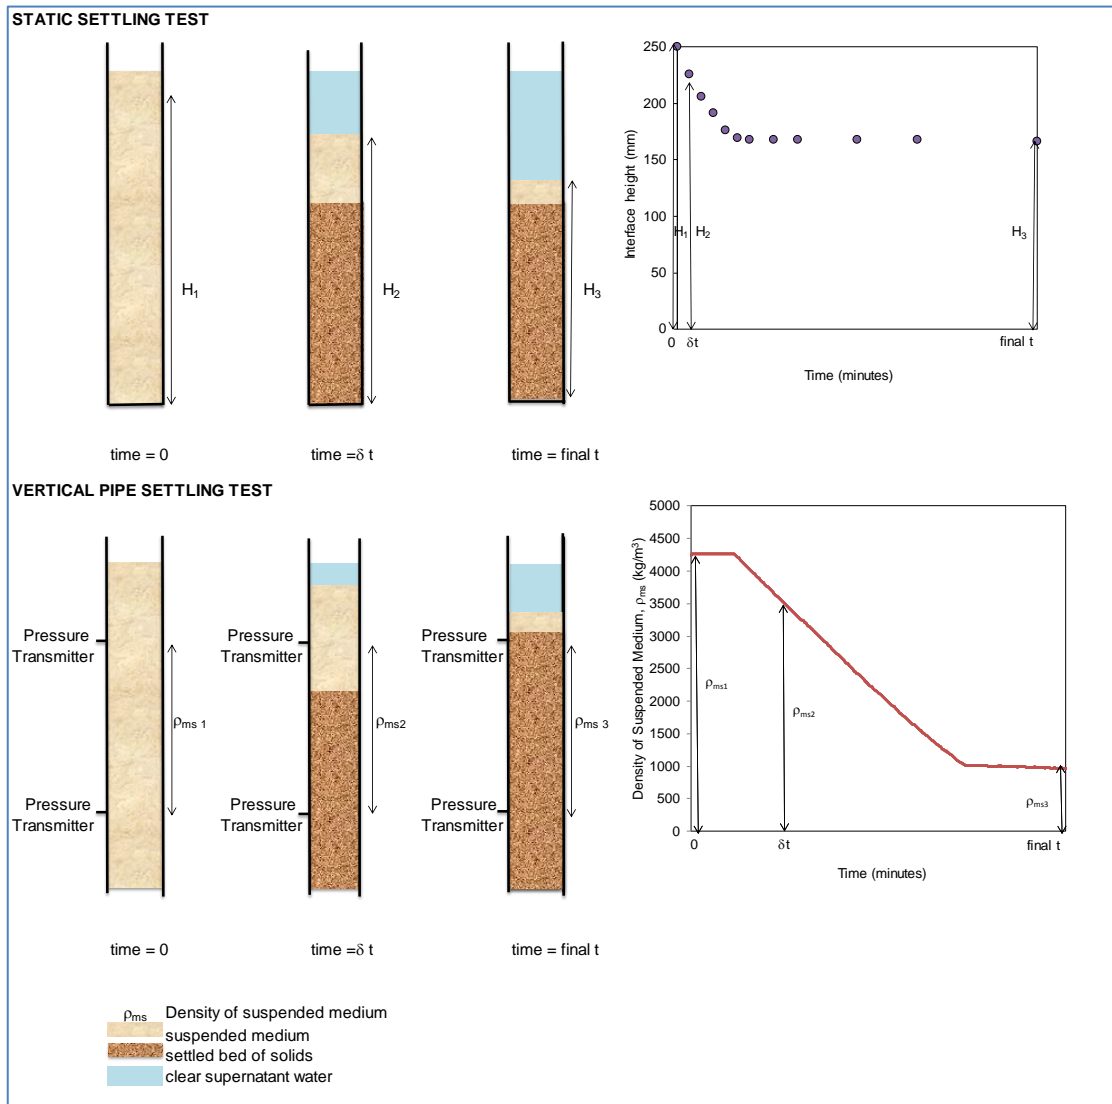 STATIC SETTLING TEST
H1
H2
H3
time = 0
time =δ t
time = final t
Interface height (mm)
250
200
150
100
50
0
H1
H2
H3
0
δt
final t
Time (minutes)
VERTICAL PIPE SETTLING TEST
Pressure
Transmitter
Pressure
Transmitter
Pressure
Transmitter
ρms 1
ρms2
ρms 3
Pressure
Transmitter
Pressure
Transmitter
Pressure
Transmitter
time = 0
time =δ t
time = final t
Density of Suspended Medium, ρms (kg/m³)
5000
4500
4000
3500
3000
2500
2000
1500
1000
500
0
ρms1
ρms2
ρms3
0
δt
final t
Time (minutes)
ρms Density of suspended medium
suspended medium
settled bed of solids
clear supernatant water